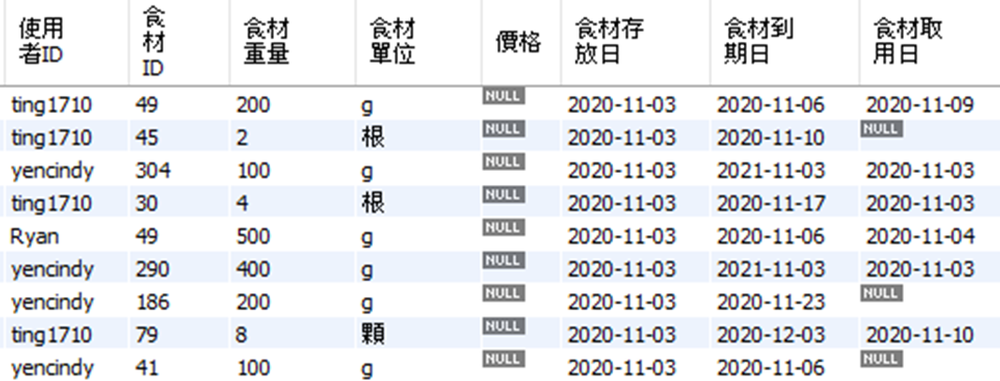 使用者ID 食材ID 食材重量 食材單位 價格 食材存放日 食材到期日 食材取用日
ting1710 49 200 g NULL 2020-11-03 2020-11-06 2020-11-09
ting1710 45 2 根 NULL 2020-11-03 2020-11-10 NULL
yencindy 304 100 g NULL 2020-11-03 2021-11-03 2020-11-03
ting1710 30 4 根 NULL 2020-11-03 2020-11-17 2020-11-03
Ryan 49 500 g NULL 2020-11-03 2020-11-06 2020-11-04
yencindy 290 400 g NULL 2020-11-03 2021-11-03 2020-11-03
yencindy 186 200 g NULL 2020-11-03 2020-11-23 NULL
ting1710 79 8 顆 NULL 2020-11-03 2020-12-03 2020-11-10
yencindy 41 100 g NULL 2020-11-03 2020-11-06 NULL